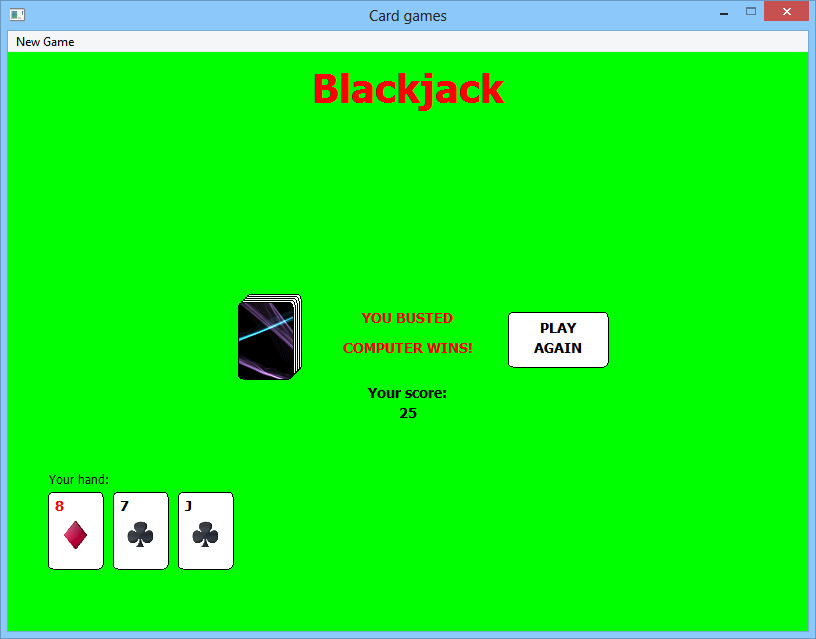 Card games
New Game
Blackjack
YOU BUSTED
COMPUTER WINS!
PLAY
AGAIN
Your score:
25
Your hand:
8
7
J